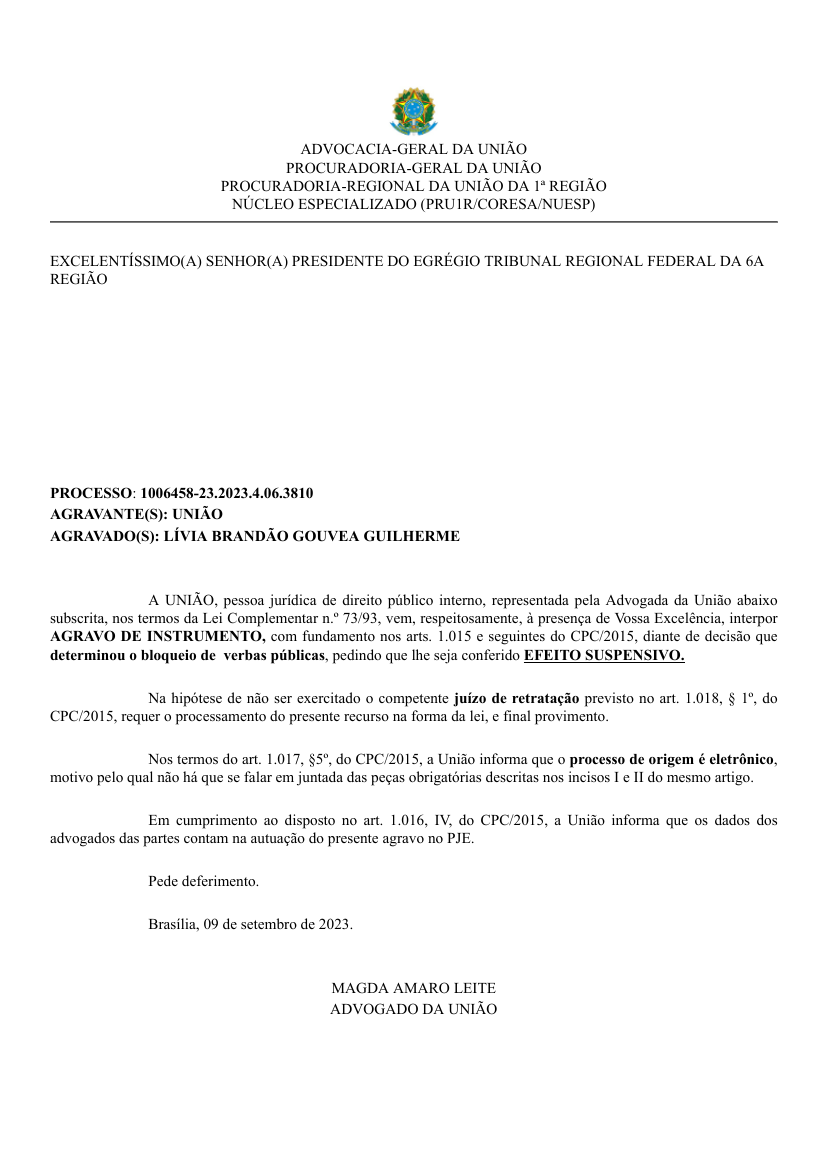 ADVOCACIA-GERAL DA UNIÃO
PROCURADORIA-GERAL DA UNIÃO
PROCURADORIA-REGIONAL DA UNIÃO DA 1ª REGIÃO
NÚCLEO ESPECIALIZADO (PRU1R/CORESA/NUESP)
EXCELENTÍSSIMO(A) SENHOR(A) PRESIDENTE DO EGRÉGIO TRIBUNAL REGIONAL FEDERAL DA 6A
REGIÃO
PROCESSO: 1006458-23.2023.4.06.3810
AGRAVANTE(S): UNIÃO
AGRAVADO(S): LÍVIA BRANDÃO GOUVEA GUILHERME
A UNIÃO, pessoa jurídica de direito público interno, representada pela Advogada da União abaixo
subscrita, nos termos da Lei Complementar n.º 73/93, vem, respeitosamente, à presença de Vossa Excelência, interpor
AGRAVO DE INSTRUMENTO, com fundamento nos arts. 1.015 e seguintes do CPC/2015, diante de decisão que
determinou o bloqueio de verbas públicas, pedindo que lhe seja conferido EFEITO SUSPENSIVO.
Na hipótese de não ser exercitado o competente juízo de retratação previsto no art. 1.018, § 1º, do
CPC/2015, requer o processamento do presente recurso na forma da lei, e final provimento.
Nos termos do art. 1.017, §5º, do CPC/2015, a União informa que o processo de origem é eletrônico,
motivo pelo qual não há que se falar em juntada das peças obrigatórias descritas nos incisos I e II do mesmo artigo.
Em cumprimento ao disposto no art. 1.016, IV, do CPC/2015, a União informa que os dados dos
advogados das partes contam na autuação do presente agravo no PJE.
Pede deferimento.
Brasília, 09 de setembro de 2023.
MAGDA AMARO LEITE
ADVOGADO DA UNIÃO